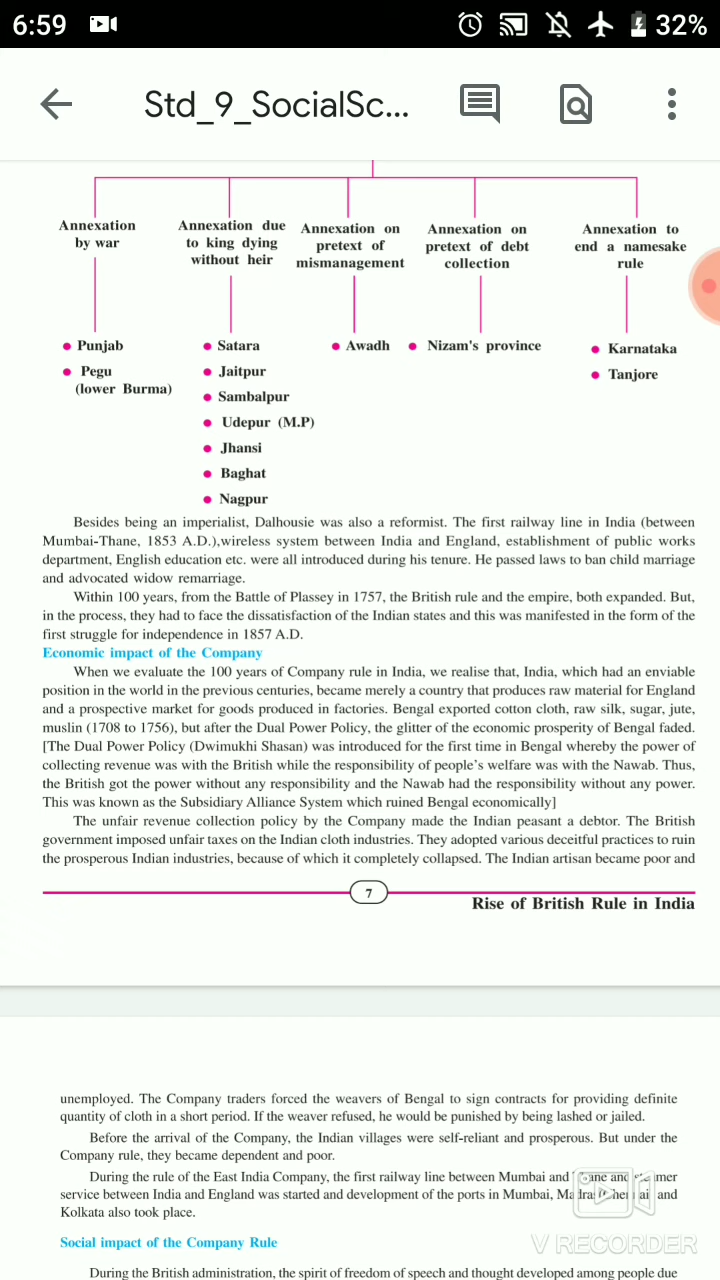 6:59
32%
Std_9_SocialSc...
Annexation
by war
Annexation due
to king dying
without heir
Annexation on
pretext of
mismanagement
Annexation on
pretext of debt
collection
Annexation to
end a namesake
rule
Punjab
Pegu
(lower Burma)
Satara
Jaitpur
Sambalpur
Udepur (M.P)
Jhansi
Baghat
Nagpur
Awadh
Nizam's province
Karnataka
Tanjore
Besides being an imperialist, Dalhousie was also a reformist. The first railway line in India (between
Mumbai-Thane, 1853 A.D.),wireless system between India and England, establishment of public works
department, English education etc. were all introduced during his tenure. He passed laws to ban child marriage
and advocated widow remarriage.
Within 100 years, from the Battle of Plassey in 1757, the British rule and the empire, both expanded. But,
in the process, they had to face the dissatisfaction of the Indian states and this was manifested in the form of the
first struggle for independence in 1857 A.D.
Economic impact of the Company
When we evaluate the 100 years of Company rule in India, we realise that, India, which had an enviable
position in the world in the previous centuries, became merely a country that produces raw material for England
and a prospective market for goods produced in factories. Bengal exported cotton cloth, raw silk, sugar, jute,
muslin (1708 to 1756), but after the Dual Power Policy, the glitter of the economic prosperity of Bengal faded.
[The Dual Power Policy (Dwimukhi Shasan) was introduced for the first time in Bengal whereby the power of
collecting revenue was with the British while the responsibility of people's welfare was with the Nawab. Thus,
the British got the power without any responsibility and the Nawab had the responsibility without any power.
This was known as the Subsidiary Alliance System which ruined Bengal economically]
The unfair revenue collection policy by the Company made the Indian peasant a debtor. The British
government imposed unfair taxes on the Indian cloth industries. They adopted various deceitful practices to ruin
the prosperous Indian industries, because of which it completely collapsed. The Indian artisan became poor and
7
Rise of British Rule in India
unemployed. The Company traders forced the weavers of Bengal to sign contracts for providing definite
quantity of cloth in a short period. If the weaver refused, he would be punished by being lashed or jailed.
Before the arrival of the Company, the Indian villages were self-reliant and prosperous. But under the
Company rule, they became dependent and poor.
During the rule of the East India Company, the first railway line between Mumbai and and
service between India and England was started and development of the ports in Mumbai, and
Kolkata also took place.
Social impact of the Company Rule
During the British administration, the spirit of freedom of speech and thought developed among people due
V RECORDER